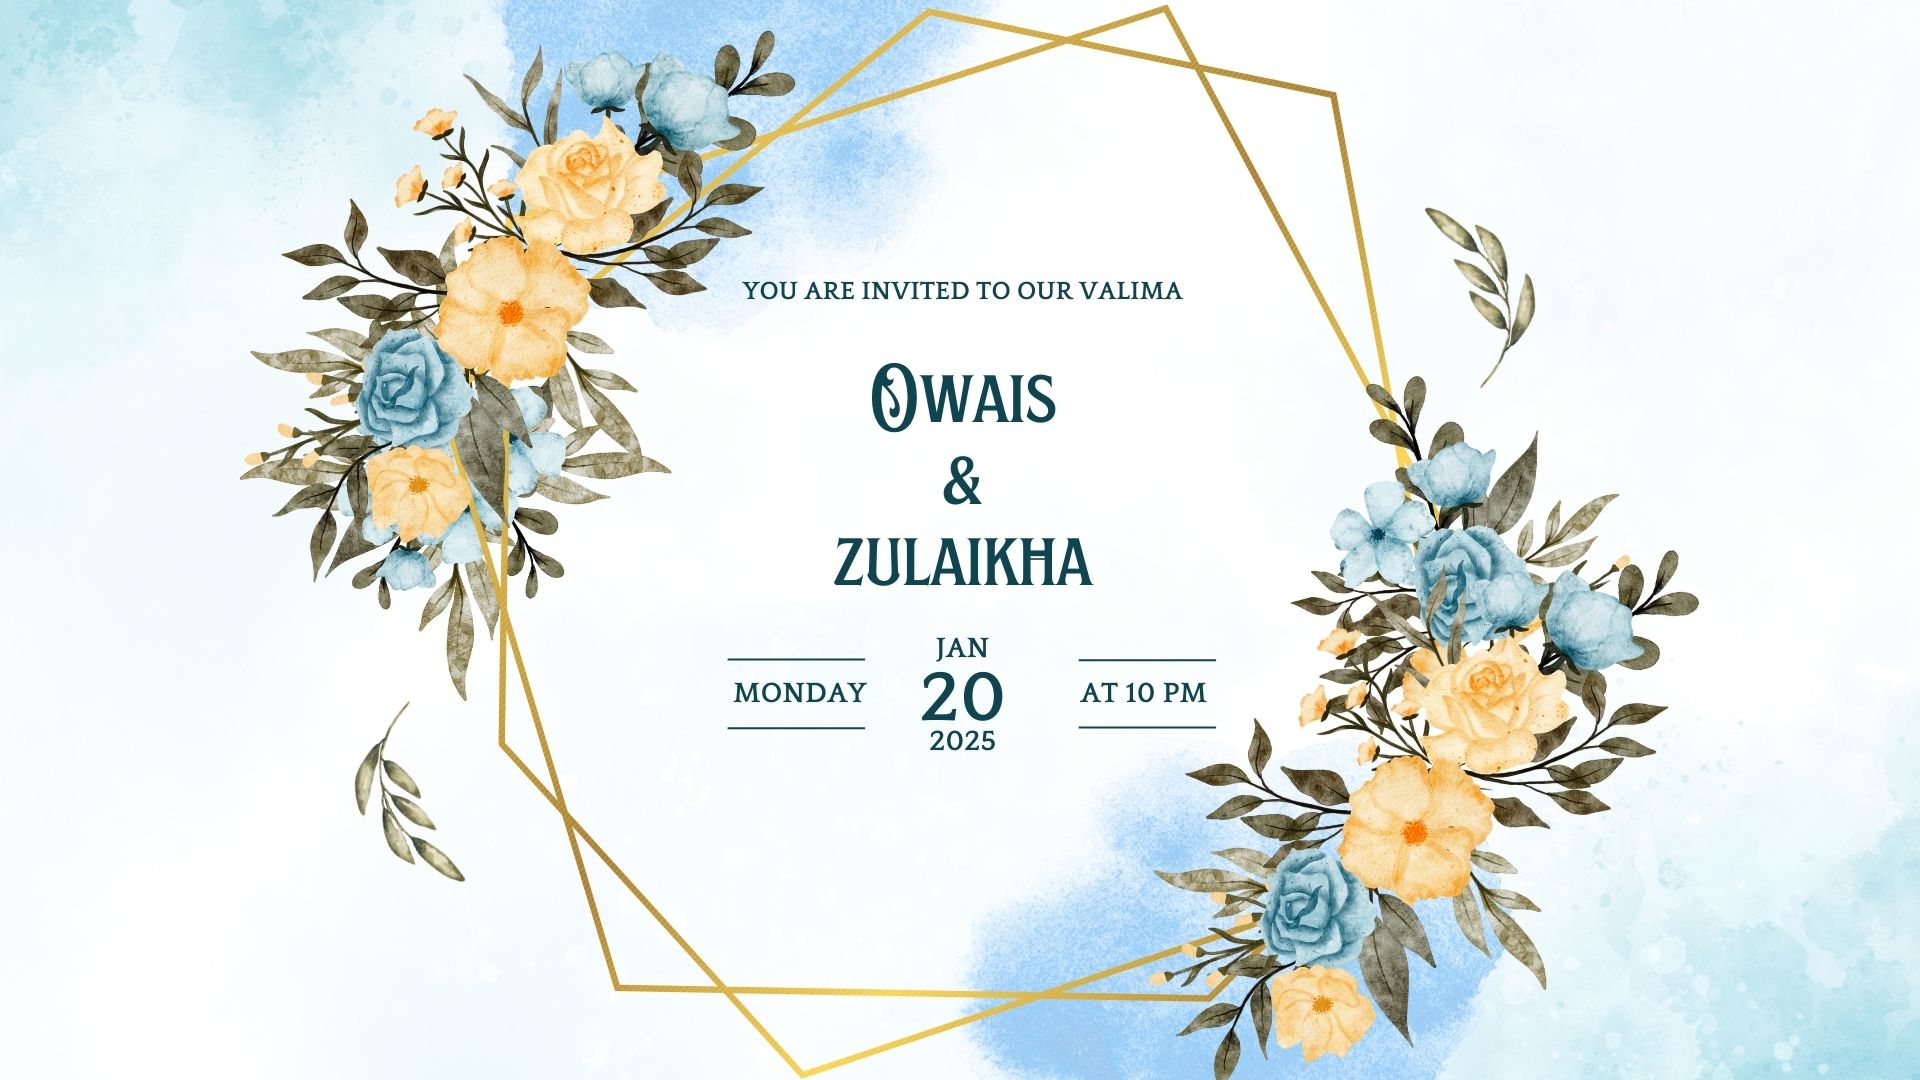 YOU ARE INVITED TO OUR VALIMA
OWAIS
&
ZULAIKHA
JAN
MONDAY 20 AT 10 PM
2025